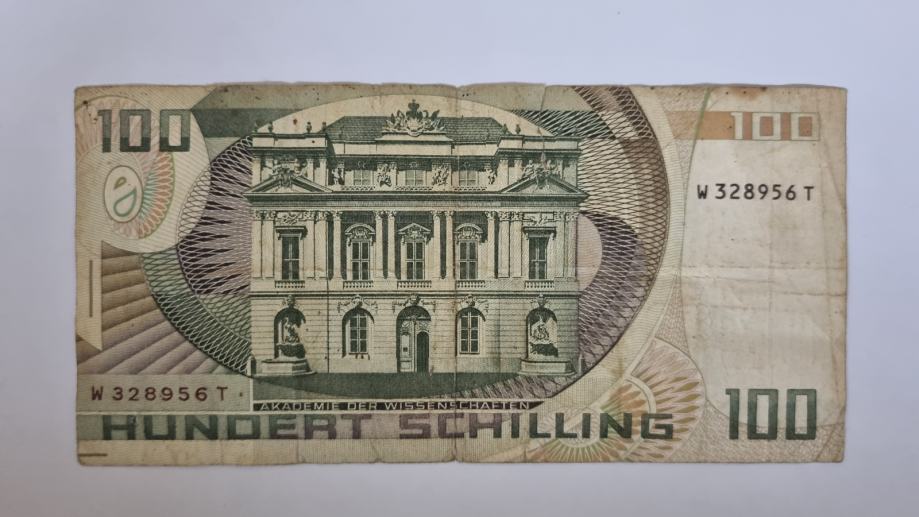 100
100
W 328956 T
W 328956 T
AKADEMIE DER WISSENSCHAFTEN
HUNDERT SCHILLING
100